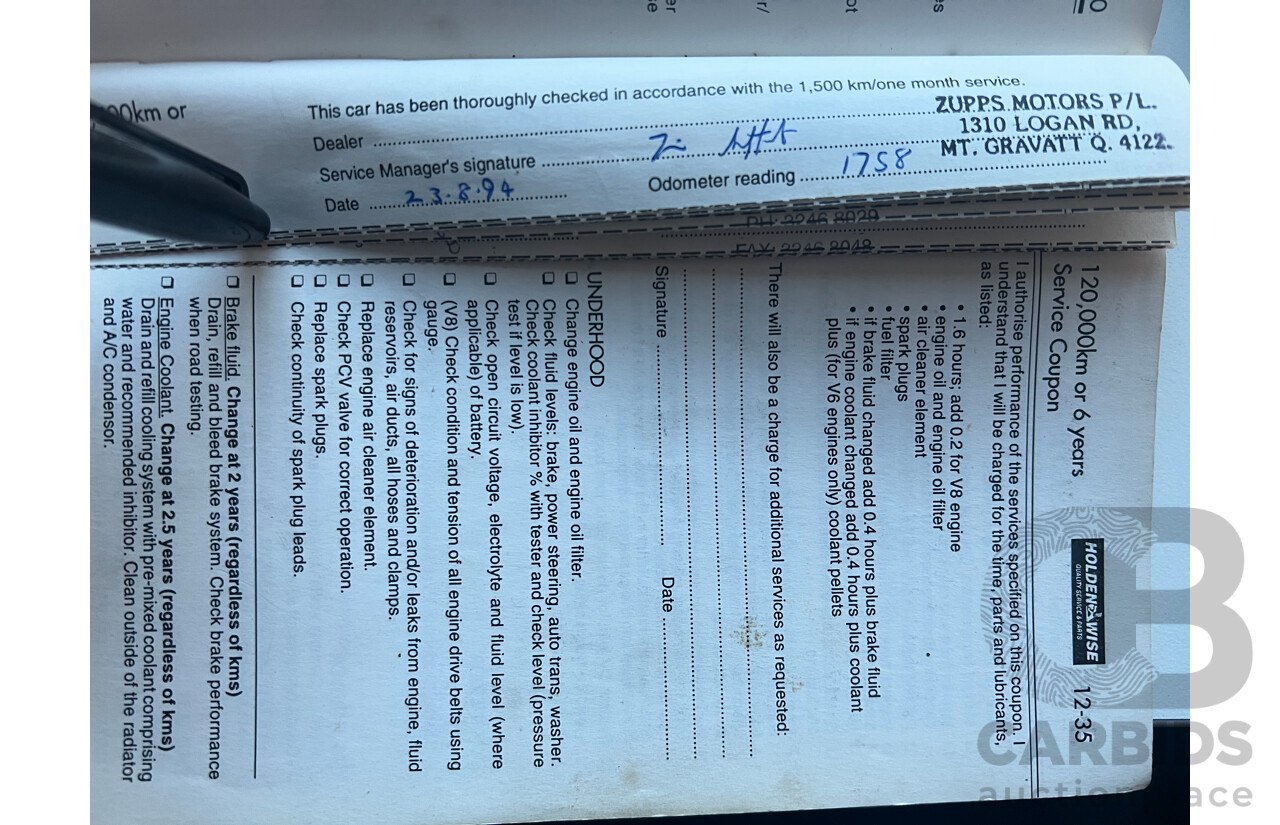 00km or
This car has been thoroughly checked in accordance with the 1,500 km/one month service.
Dealer
ZUPPS MOTORS P/L.
1310 LOGAN RD,
MT. GRAVATT Q. 4122.
Service Manager's signature
Date 23.8.94
Odometer reading 1758
PH: 3246 8029
FAX: 3246 8048
120,000km or 6 years
Service Coupon
HOLDEN WISE
QUALITY SERVICE & PARTS
12-35
I authorise performance of the services specified on this coupon. I
understand that I will be charged for the time, parts and lubricants,
as listed:
• 1.6 hours; add 0.2 for V8 engine
• engine oil and engine oil filter
• air cleaner element
• spark plugs
• fuel filter
• if brake fluid changed add 0.4 hours plus brake fluid
• if engine coolant changed add 0.4 hours plus coolant
plus (for V6 engines only) coolant pellets
There will also be a charge for additional services as requested:
Signature
Date
UNDERHOOD
❑ Change engine oil and engine oil filter.
❑ Check fluid levels: brake, power steering, auto trans, washer.
Check coolant inhibitor % with tester and check level (pressure
test if level is low).
❑ Check open circuit voltage, electrolyte and fluid level (where
applicable) of battery.
❑ (V8) Check condition and tension of all engine drive belts using
gauge.
❑ Check for signs of deterioration and/or leaks from engine, fluid
reservoirs, air ducts, all hoses and clamps.
❑ Replace engine air cleaner element.
❑ Check PCV valve for correct operation.
❑ Replace spark plugs.
❑ Check continuity of spark plug leads.
❑ Brake fluid. Change at 2 years (regardless of kms)
Drain, refill and bleed brake system. Check brake performance
when road testing.
❑ Engine Coolant. Change at 2.5 years (regardless of kms)
Drain and refill cooling system with pre-mixed coolant comprising
water and recommended inhibitor. Clean outside of the radiator
and A/C condensor.
CARBIDS